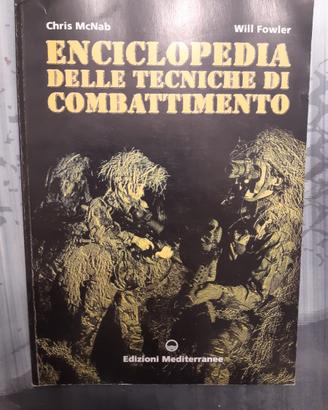 Chris McNab Will Fowler
ENCICLOPEDIA
DELLE TECNICHE DI
COMBATTIMENTO
Edizioni Mediterranee